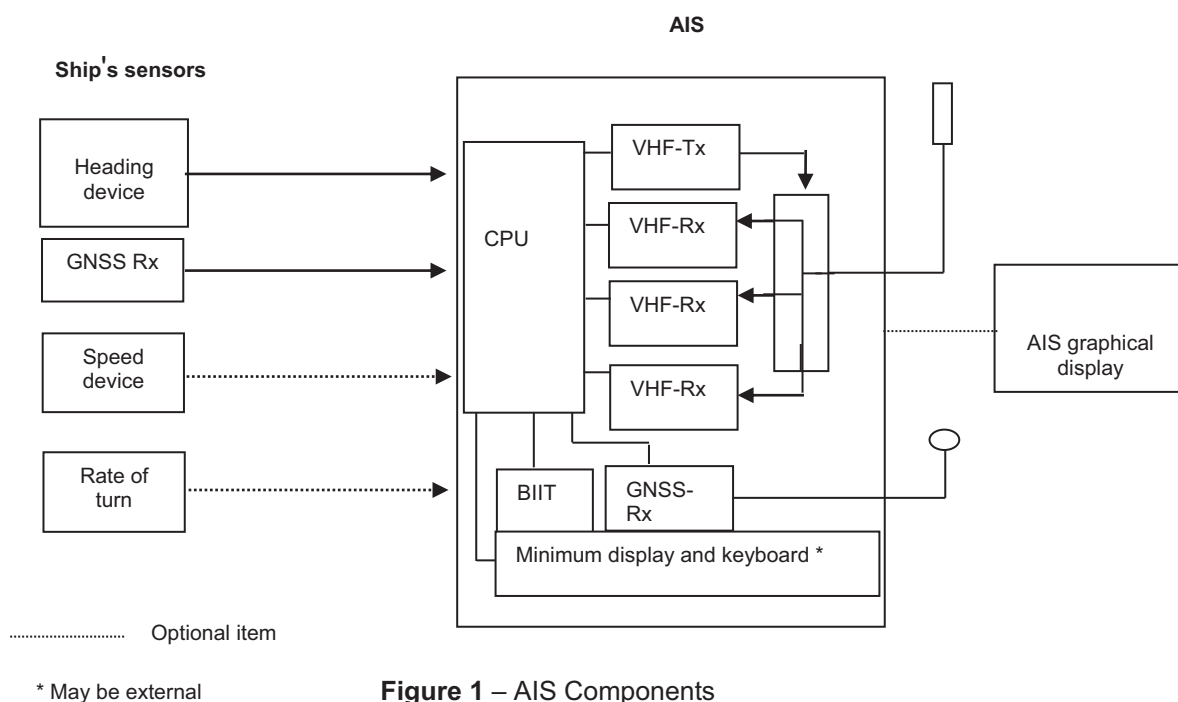 AIS
Ship's sensors
Heading
device
GNSS Rx
Speed
device
Rate of
turn
CPU
VHF-Tx
VHF-Rx
VHF-Rx
VHF-Rx
BIIT
GNSS-
Rx
Minimum display and keyboard *
AIS graphical
display
Optional item
* May be external
Figure 1 – AIS Components